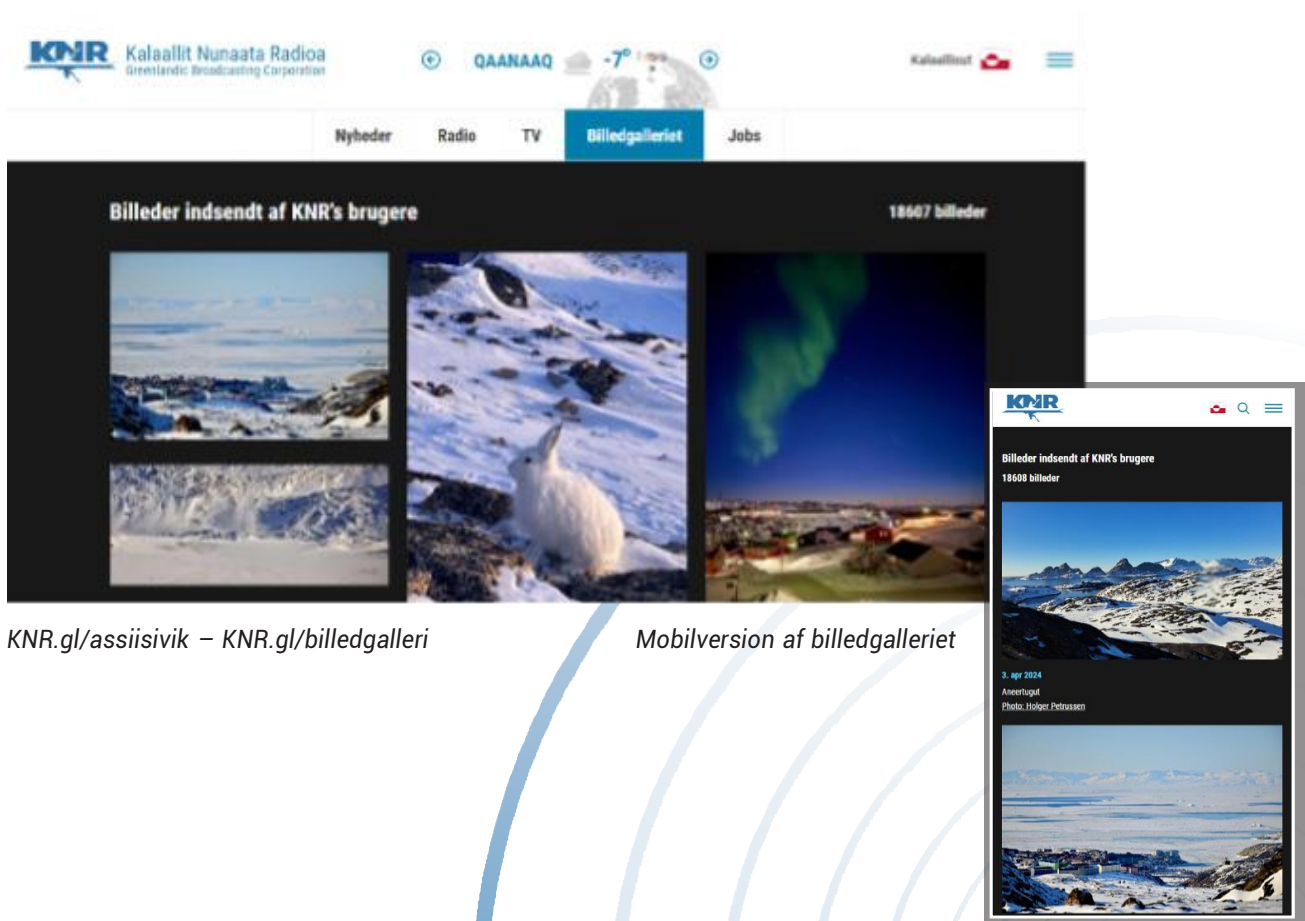 KNR Kalaallit Nunaata Radioa
Greenlandic Broadcasting Corporation
QAANAAQ -7°
Kalaallisut
Nyheder Radio TV Billedgalleriet Jobs
Billeder indsendt af KNR's brugere 18607 billeder
KNR
Billeder indsendt af KNR's brugere
18608 billeder
3. apr 2024
Aneertugut
Photo: Holger Petrussen
KNR.gl/assiisivik – KNR.gl/billedgalleri
Mobilversion af billedgalleriet